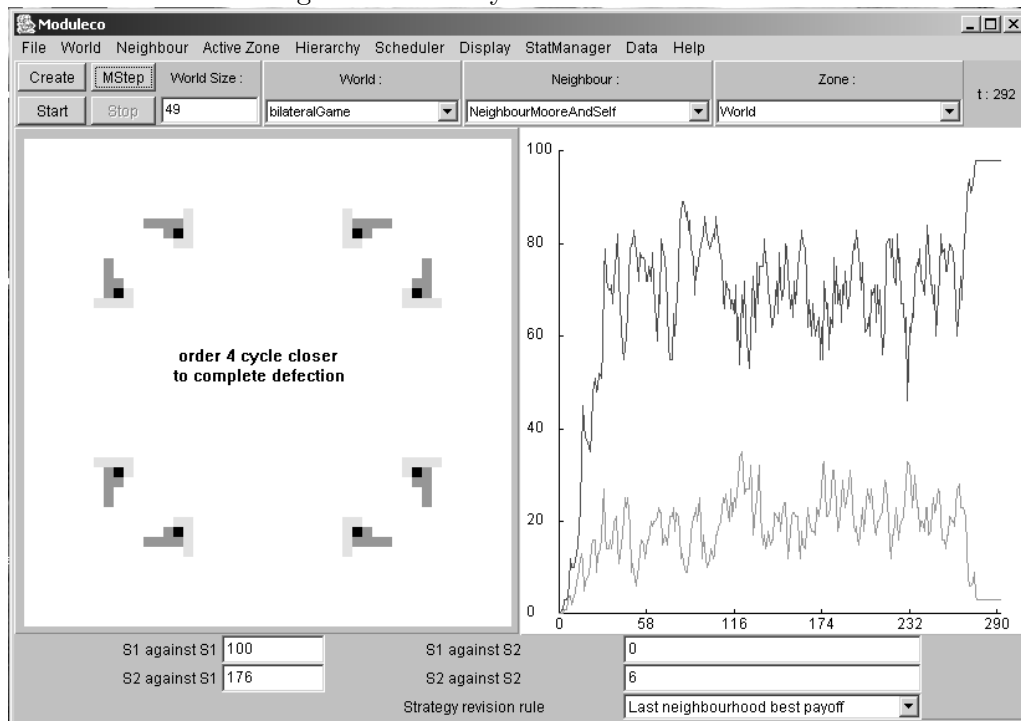 Moduleco
File World Neighbour Active Zone Hierarchy Scheduler Display StatManager Data Help
Create MStep World Size : World : Neighbour : Zone : t : 292
Start Stop 49 bilateralGame NeighbourMooreAndSelf World
100
80
60
40
20
0
0 58 116 174 232 290
order 4 cycle closer
to complete defection
S1 against S1 100 S1 against S2 0
S2 against S1 176 S2 against S2 6
Strategy revision rule Last neighbourhood best payoff